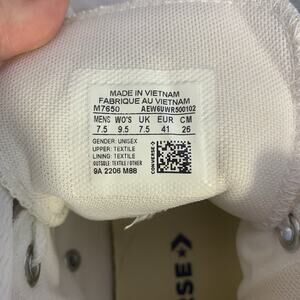 MADE IN VIETNAM
FABRIQUE AU VIETNAM
M7650 AEW6UWR500102
MENS WO'S UK EUR CM
7.5 9.5 7.5 41 26
GENDER: UNISEX
UPPER: TEXTILE
LINING: TEXTILE
OUTSOLE: TEXTILE / OTHER
9A 2206 M88
CONVERSE
ERSE